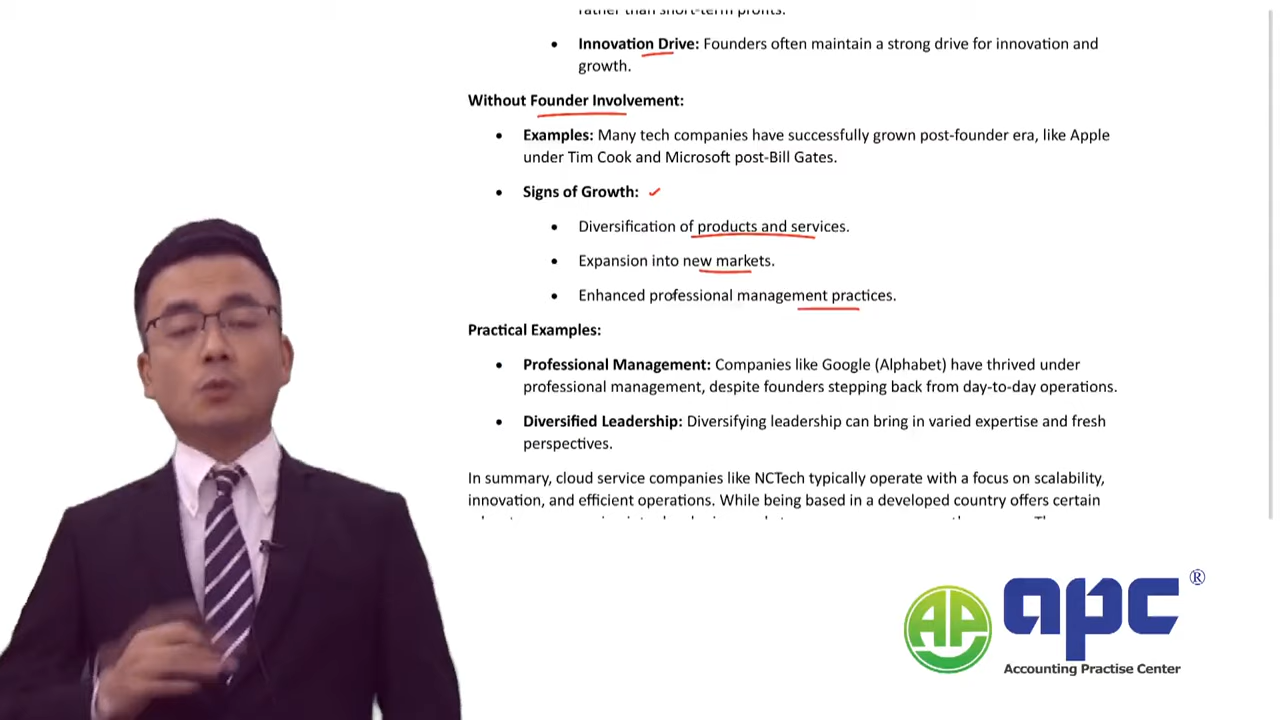 rather than short-term profits.
• Innovation Drive: Founders often maintain a strong drive for innovation and
growth.
Without Founder Involvement:
• Examples: Many tech companies have successfully grown post-founder era, like Apple
under Tim Cook and Microsoft post-Bill Gates.
• Signs of Growth:
• Diversification of products and services.
• Expansion into new markets.
• Enhanced professional management practices.
Practical Examples:
• Professional Management: Companies like Google (Alphabet) have thrived under
professional management, despite founders stepping back from day-to-day operations.
• Diversified Leadership: Diversifying leadership can bring in varied expertise and fresh
perspectives.
In summary, cloud service companies like NCTech typically operate with a focus on scalability,
innovation, and efficient operations. While being based in a developed country offers certain
AP apc®
Accounting Practise Center